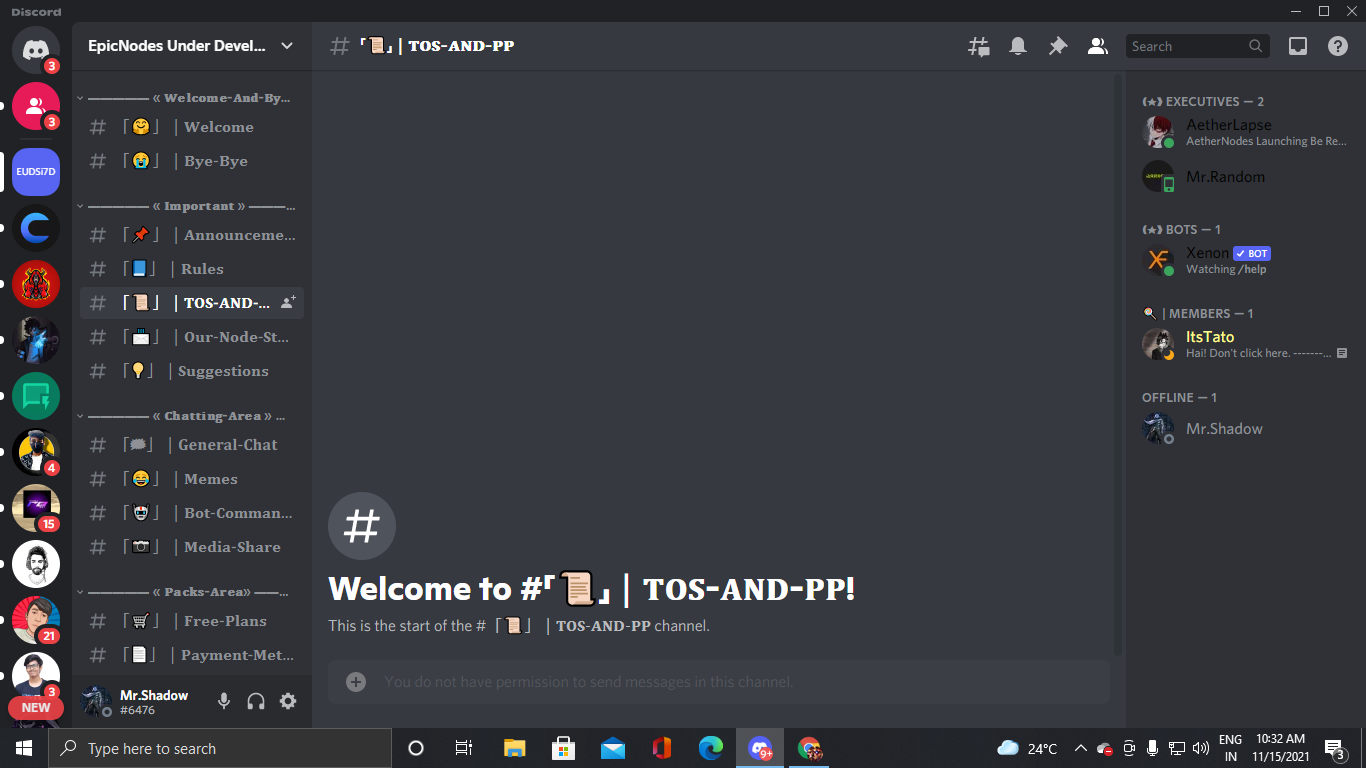 Discord
EpicNodes Under Devel...
「📜」 | TOS-AND-PP
Search
3
3
EUDSI7D
4
15
21
3
NEW
————— « Welcome-And-By...
「🤗」 | Welcome
「😭」 | Bye-Bye
————— « Important » ———...
「📌」 | Announceme...
「📘」 | Rules
「📜」 | TOS-AND-...
「📩」 | Our-Node-St...
「💡」 | Suggestions
————— « Chatting-Area » ...
「💬」 | General-Chat
「😂」 | Memes
「🤖」 | Bot-Comman...
「📷」 | Media-Share
————— « Packs-Area» ——...
「🛒」 | Free-Plans
「📄」 | Payment-Met...
Mr.Shadow
#6476
Welcome to #「📜」 | TOS-AND-PP!
This is the start of the # 「📜」 | TOS-AND-PP channel.
You do not have permission to send messages in this channel.
(★) EXECUTIVES — 2
AetherLapse
AetherNodes Launching Be Re...
Mr.Random
(★) BOTS — 1
Xenon ✓ BOT
Watching /help
🔍 | MEMBERS — 1
ItsTato
Hai! Don't click here. -------...
OFFLINE — 1
Mr.Shadow
Type here to search
9+
24°C
ENG
IN
10:32 AM
11/15/2021
3